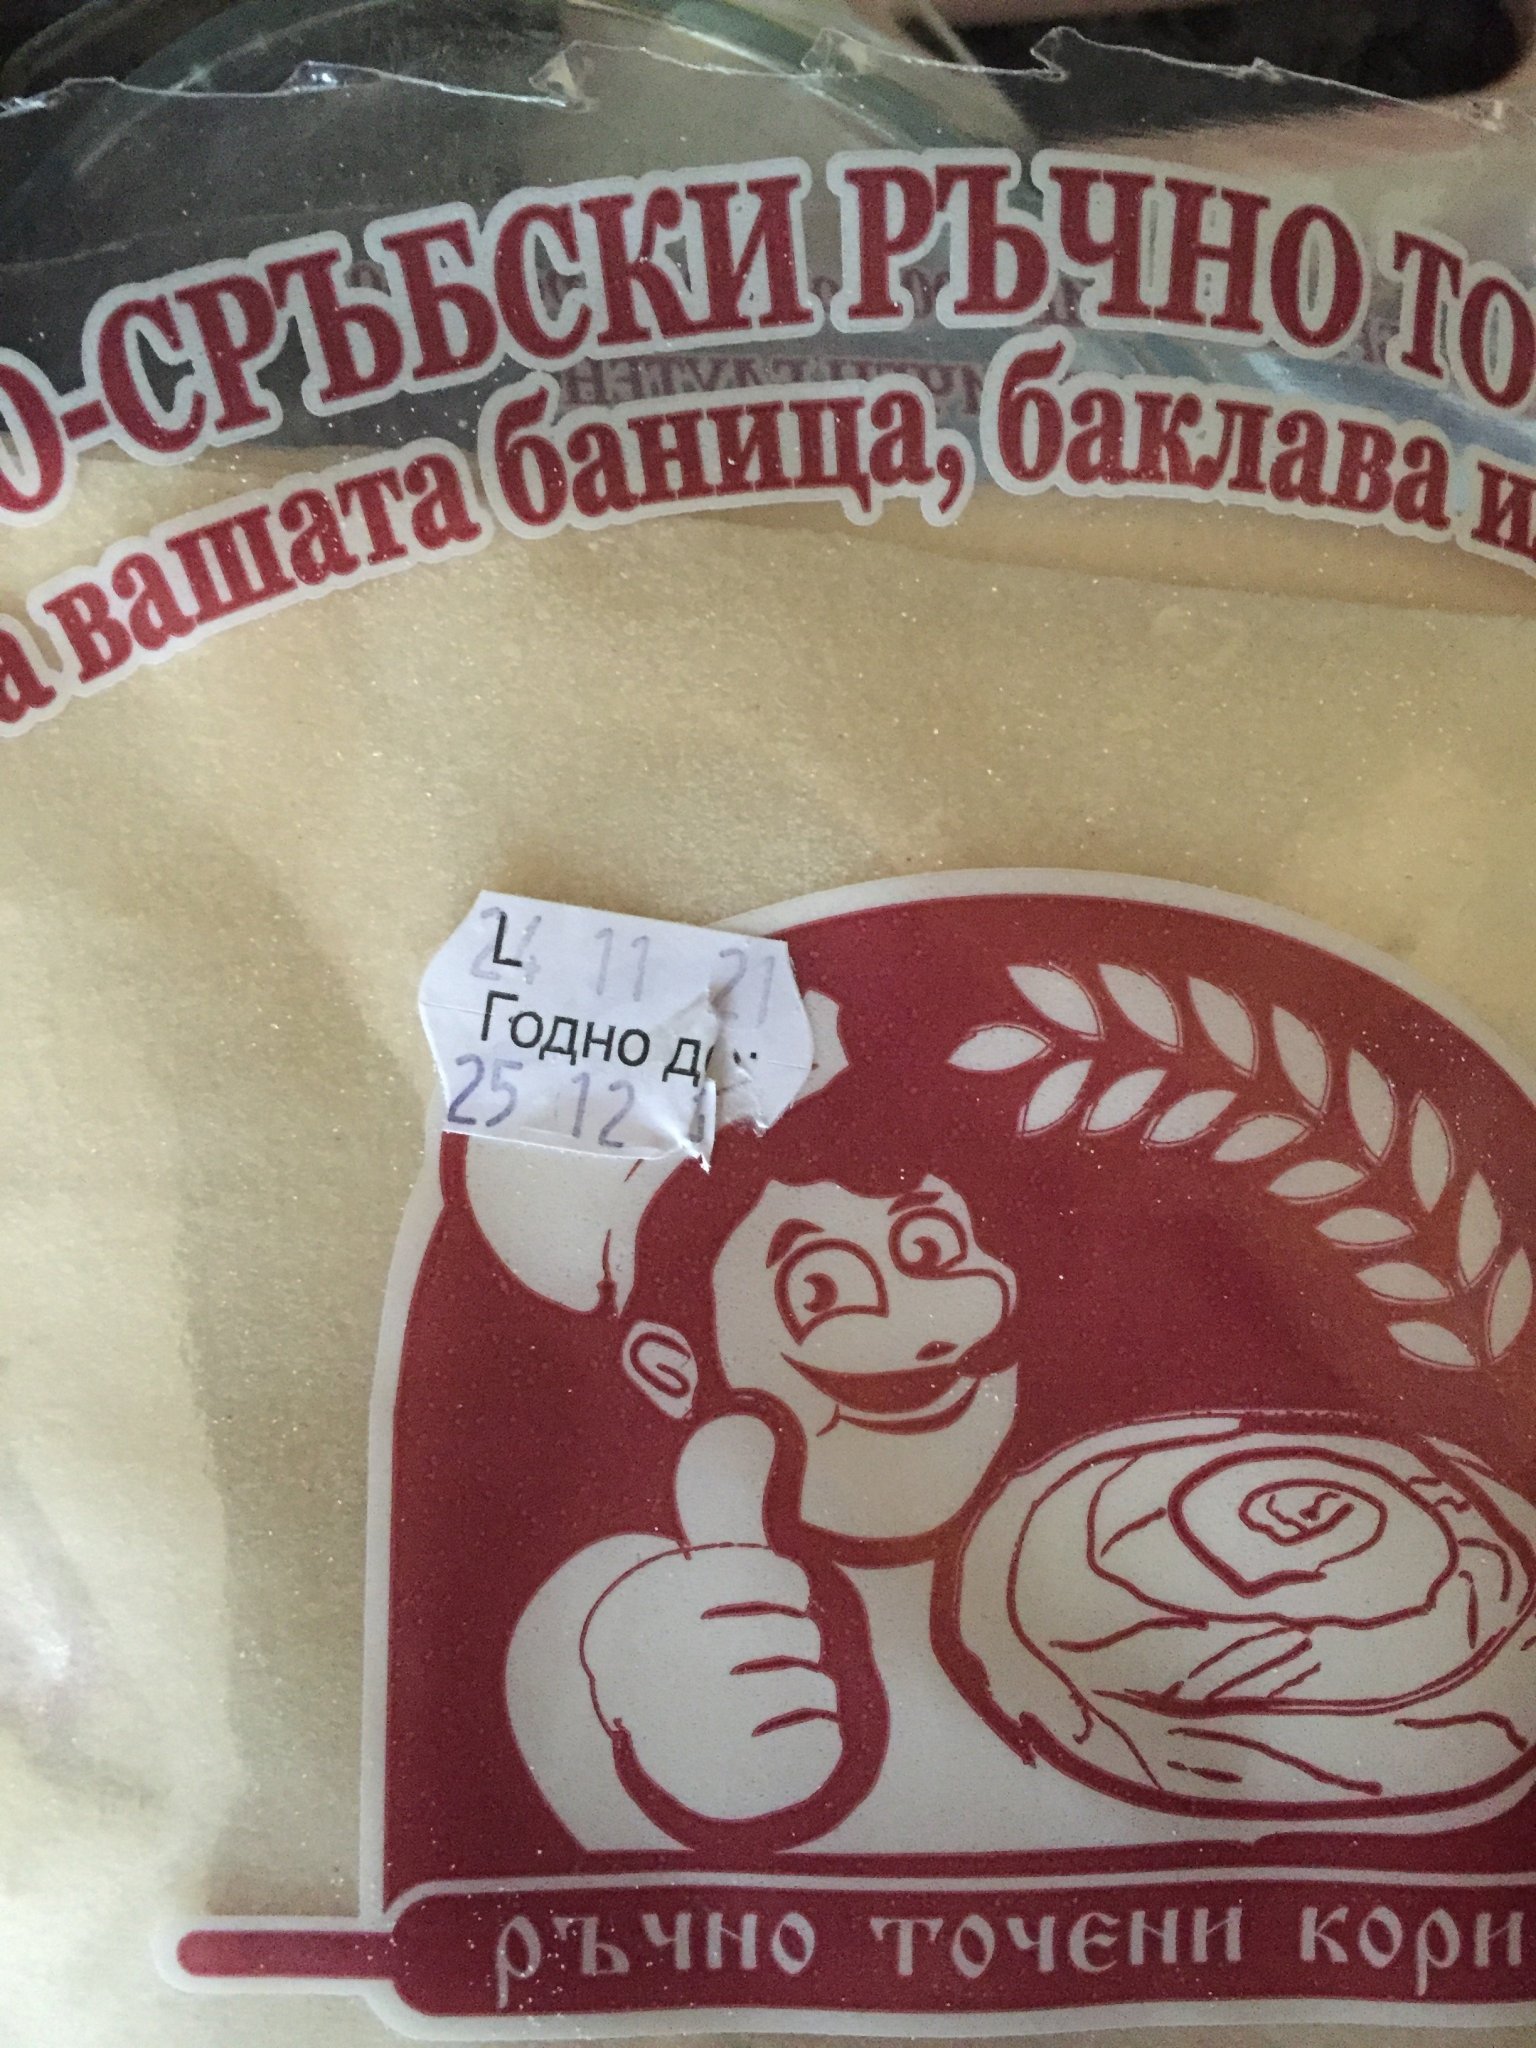 О-СРЪБСКИ РЪЧНО ТО
а вашата баница, баклава и
L
24 11 21
Годно до:
25 12
ръчно точени кори